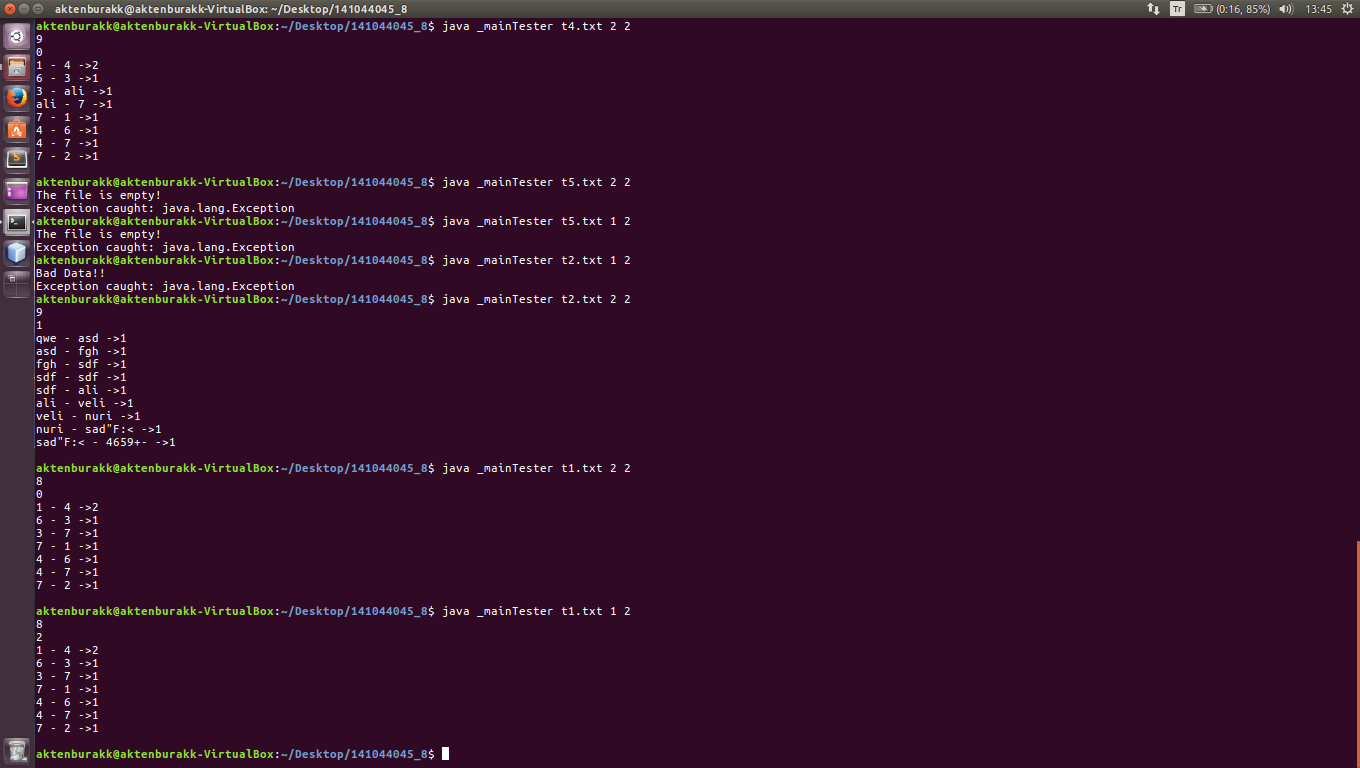 aktenburakk@aktenburakk-VirtualBox: ~/Desktop/141044045_8
Tr
(0:16, 85%)
13:45
aktenburakk@aktenburakk-VirtualBox:~/Desktop/141044045_8$ java _mainTester t4.txt 2 2
9
0
1 - 4 ->2
6 - 3 ->1
3 - ali ->1
ali - 7 ->1
7 - 1 ->1
4 - 6 ->1
4 - 7 ->1
7 - 2 ->1
aktenburakk@aktenburakk-VirtualBox:~/Desktop/141044045_8$ java _mainTester t5.txt 2 2
The file is empty!
Exception caught: java.lang.Exception
aktenburakk@aktenburakk-VirtualBox:~/Desktop/141044045_8$ java _mainTester t5.txt 1 2
The file is empty!
Exception caught: java.lang.Exception
aktenburakk@aktenburakk-VirtualBox:~/Desktop/141044045_8$ java _mainTester t2.txt 1 2
Bad Data!!
Exception caught: java.lang.Exception
aktenburakk@aktenburakk-VirtualBox:~/Desktop/141044045_8$ java _mainTester t2.txt 2 2
9
1
qwe - asd ->1
asd - fgh ->1
fgh - sdf ->1
sdf - sdf ->1
sdf - ali ->1
ali - veli ->1
veli - nuri ->1
nuri - sad"F:< ->1
sad"F:< - 4659+- ->1
aktenburakk@aktenburakk-VirtualBox:~/Desktop/141044045_8$ java _mainTester t1.txt 2 2
8
0
1 - 4 ->2
6 - 3 ->1
3 - 7 ->1
7 - 1 ->1
4 - 6 ->1
4 - 7 ->1
7 - 2 ->1
aktenburakk@aktenburakk-VirtualBox:~/Desktop/141044045_8$ java _mainTester t1.txt 1 2
8
2
1 - 4 ->2
6 - 3 ->1
3 - 7 ->1
7 - 1 ->1
4 - 6 ->1
4 - 7 ->1
7 - 2 ->1
aktenburakk@aktenburakk-VirtualBox:~/Desktop/141044045_8$